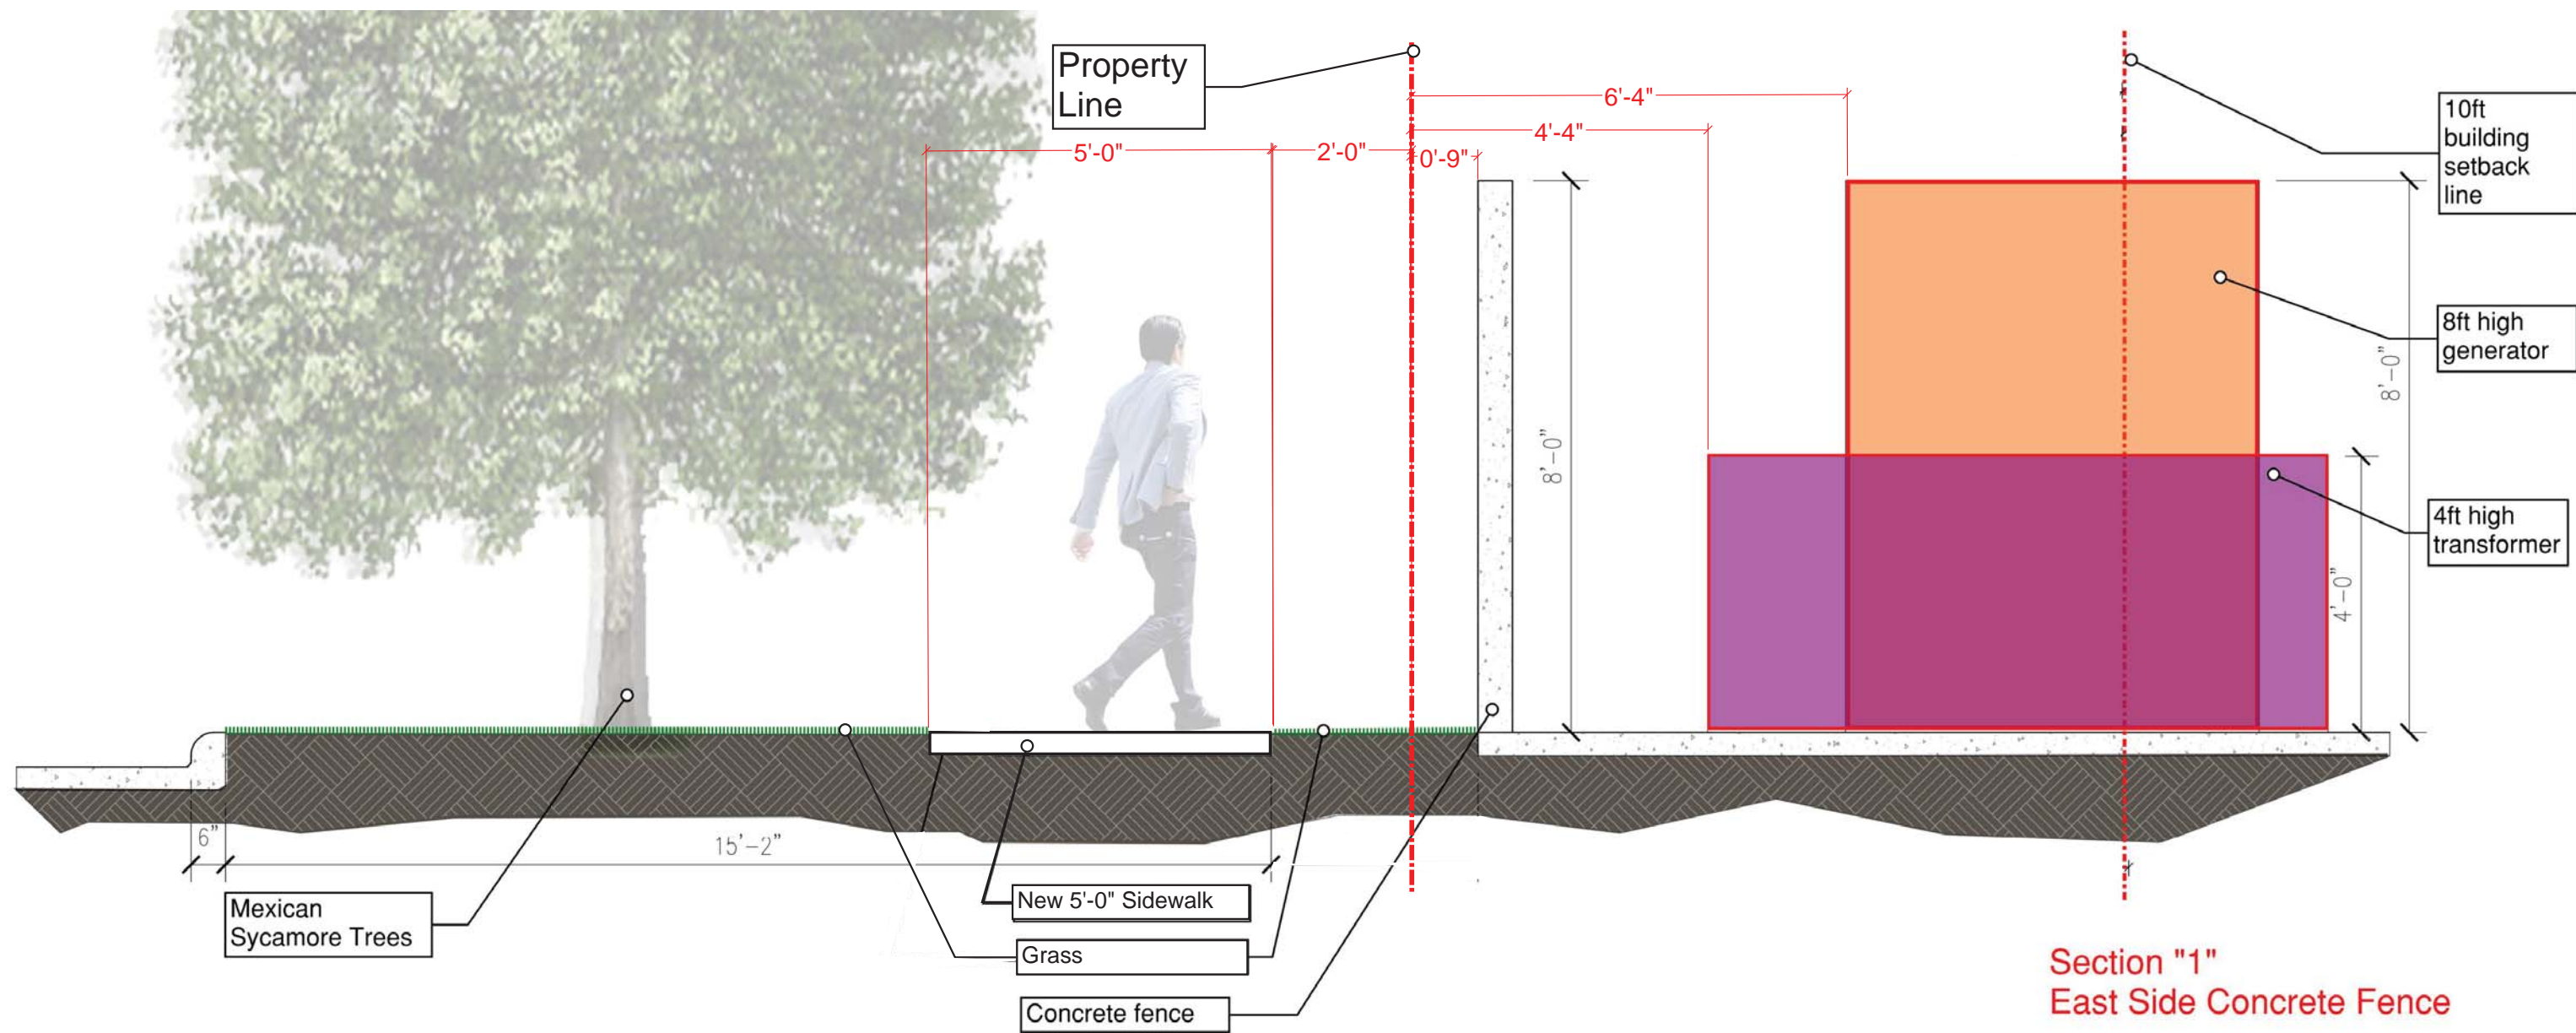 Property
Line
6'-4"
4'-4"
5'-0"
2'-0"
0'-9"
10ft
building
setback
line
8ft high
generator
8'-0"
8'-0"
4ft high
transformer
4'-0"
6"
15'-2"
Mexican
Sycamore Trees
New 5'-0" Sidewalk
Grass
Concrete fence
Section "1"
East Side Concrete Fence